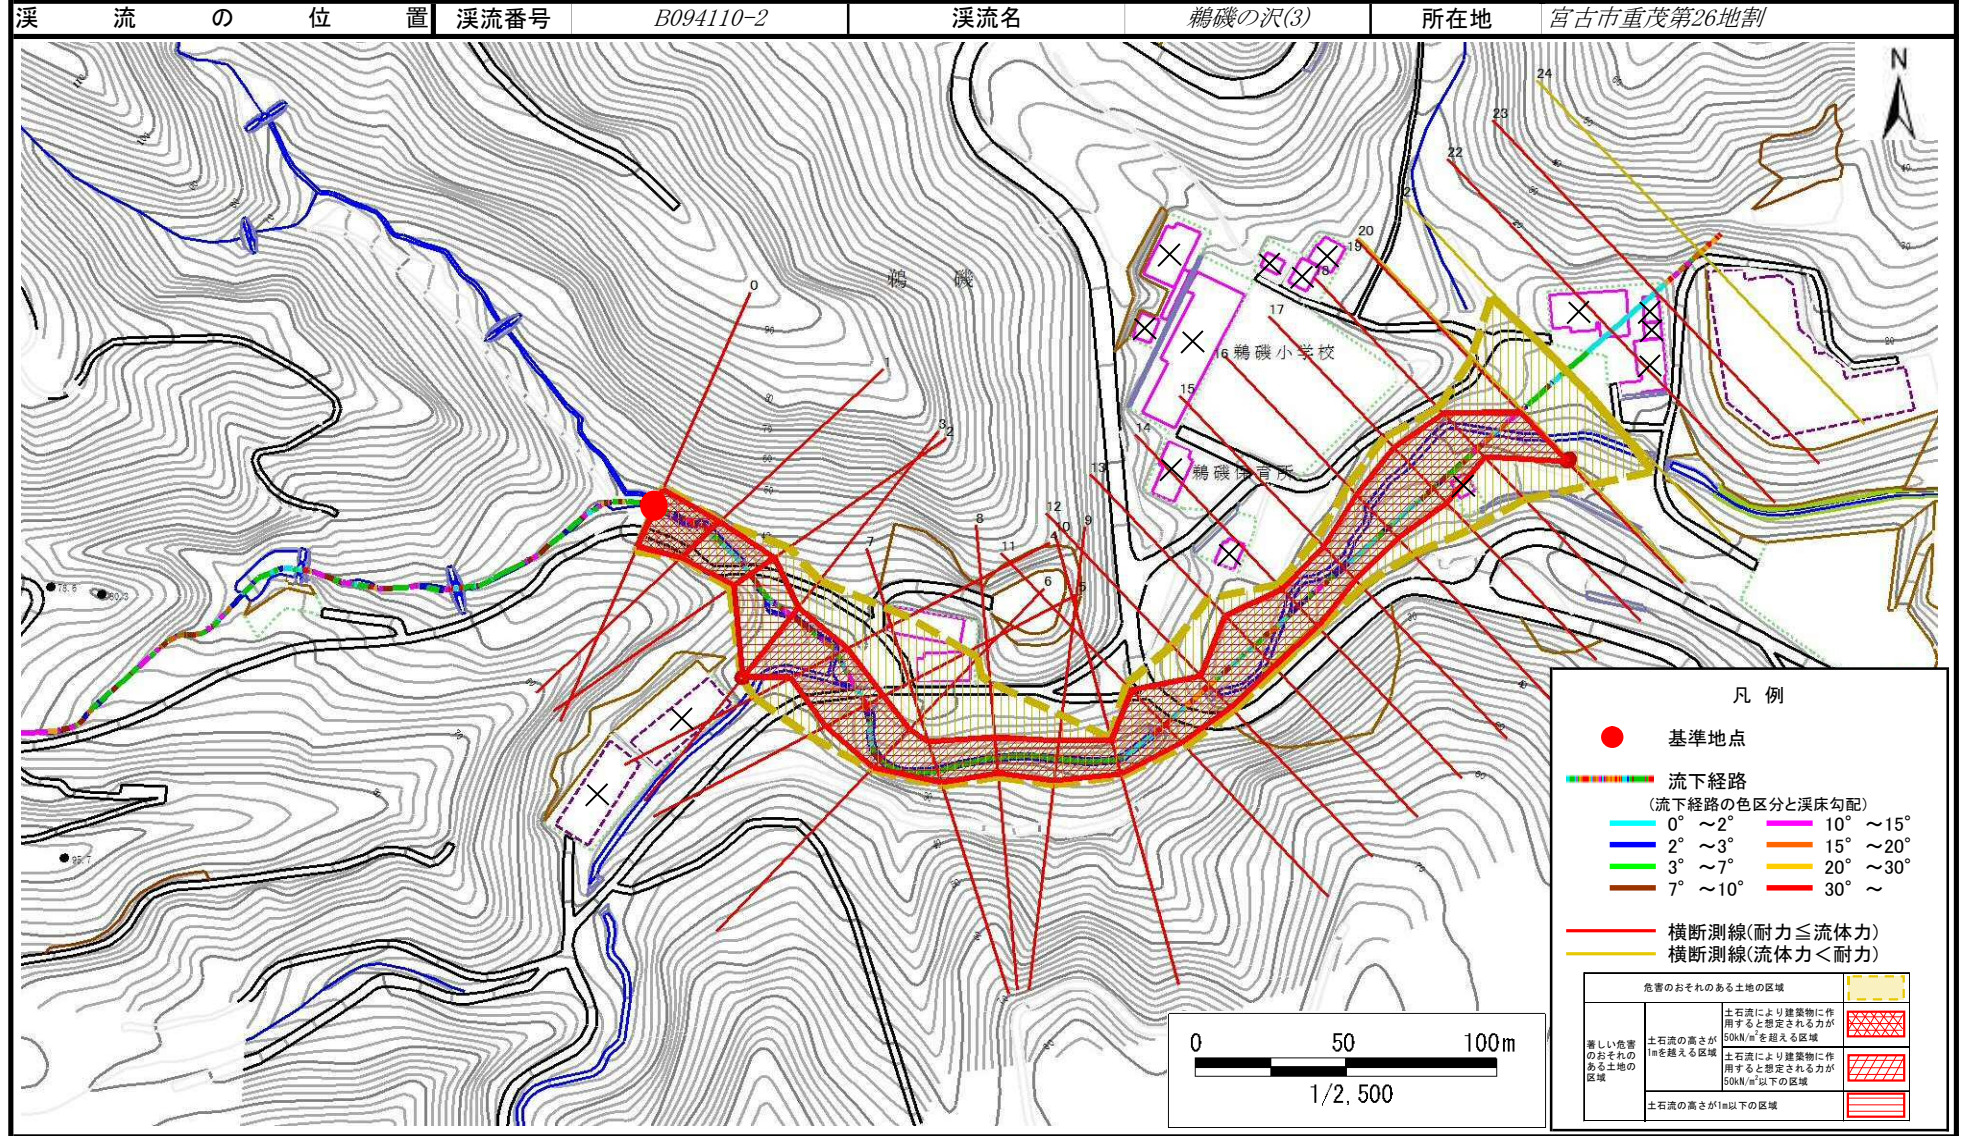 渓流の位置 渓流番号 B094110-2 渓流名 鵜磯の沢(3) 所在地 宮古市重茂第26地割
N
24
23
22
21
20
19
18
17
16
15
14
13
12
11
10
9
8
7
6
5
4
3
2
1
0
鵜磯
鵜磯小学校
鵜磯保育所
78.6
凡例
基準地点
流下経路
(流下経路の色区分と渓床勾配)
0° ～2° 10° ～15°
2° ～3° 15° ～20°
3° ～7° 20° ～30°
7° ～10° 30° ～
横断測線(耐力≦流体力)
横断測線(流体力＜耐力)
危害のおそれのある土地の区域
著しい危害
のおそれの
ある土地の
区域
土石流の高さが
1mを越える区域
土石流により建築物に作
用すると想定される力が
50kN/m²を超える区域
土石流により建築物に作
用すると想定される力が
50kN/m²以下の区域
土石流の高さが1m以下の区域
0 50 100m
1/2,500